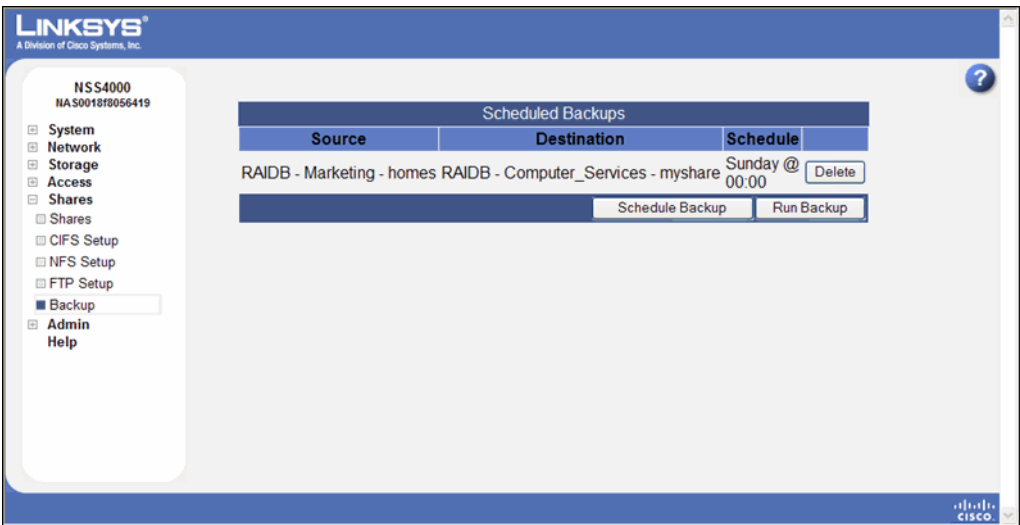 LINKSYS®
A Division of Cisco Systems, Inc.
?
NSS4000
NAS0018f8056419
System
Network
Storage
Access
Shares
Shares
CIFS Setup
NFS Setup
FTP Setup
Backup
Admin
Help
Scheduled Backups
Source Destination Schedule
RAIDB - Marketing - homes RAIDB - Computer_Services - myshare Sunday @
00:00 Delete
Schedule Backup Run Backup
CISCO.